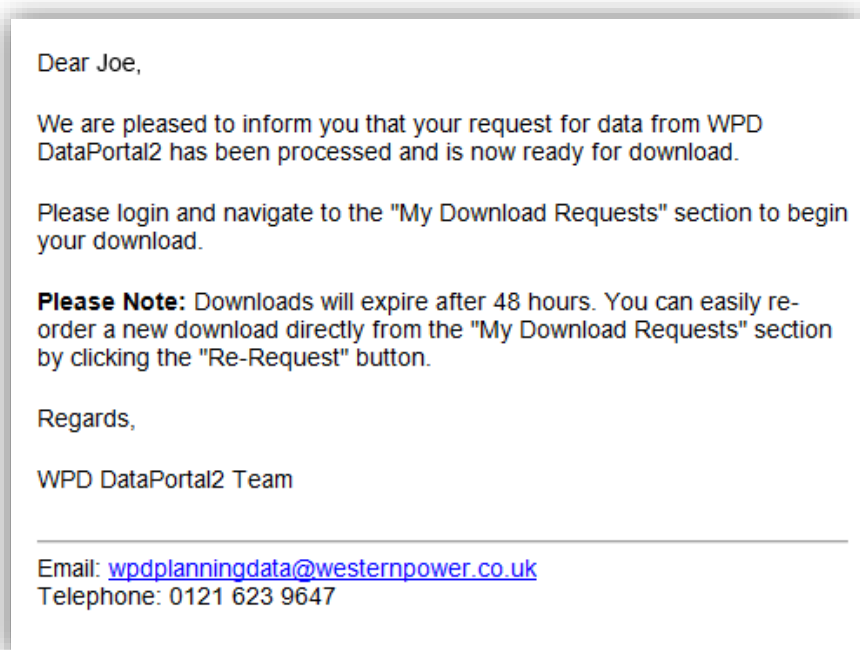 Dear Joe,
We are pleased to inform you that your request for data from WPD
DataPortal2 has been processed and is now ready for download.
Please login and navigate to the "My Download Requests" section to begin
your download.
Please Note: Downloads will expire after 48 hours. You can easily re-
order a new download directly from the "My Download Requests" section
by clicking the "Re-Request" button.
Regards,
WPD DataPortal2 Team
Email: wpdplanningdata@westernpower.co.uk
Telephone: 0121 623 9647